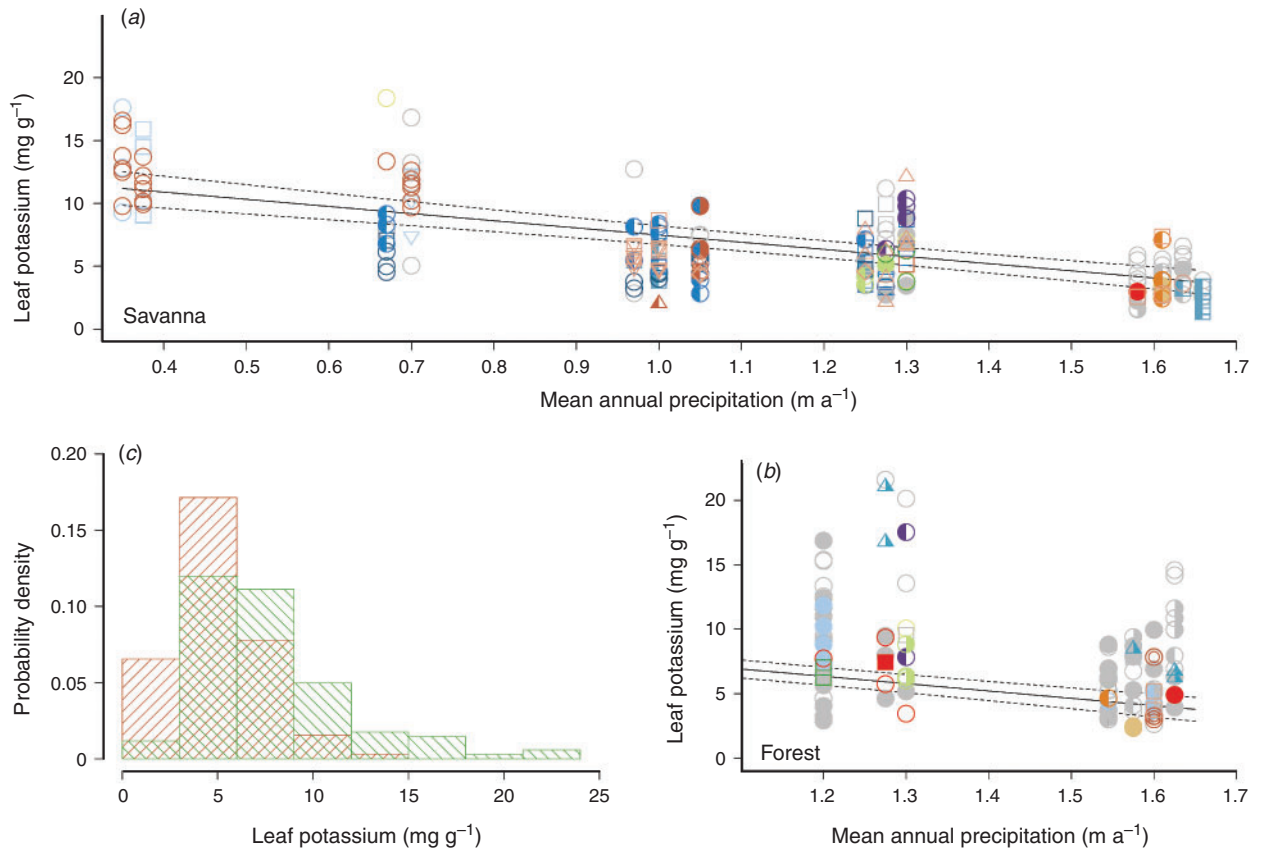 (a)
20
15
10
5
0
Leaf potassium (mg g⁻¹)
Savanna
0.4 0.5 0.6 0.7 0.8 0.9 1.0 1.1 1.2 1.3 1.4 1.5 1.6 1.7
Mean annual precipitation (m a⁻¹)
(c)
0.20
0.15
0.10
0.05
0
Probability density
0 5 10 15 20 25
Leaf potassium (mg g⁻¹)
(b)
20
15
10
5
0
Leaf potassium (mg g⁻¹)
Forest
1.2 1.3 1.4 1.5 1.6 1.7
Mean annual precipitation (m a⁻¹)